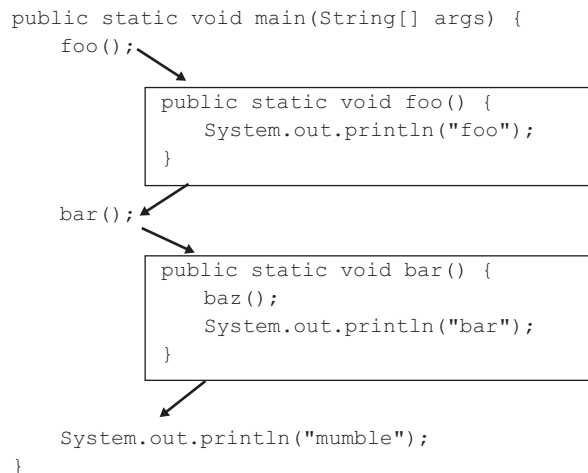 public static void main(String[] args) {
foo();
public static void foo() {
System.out.println("foo");
}
bar();
public static void bar() {
baz();
System.out.println("bar");
}
System.out.println("mumble");
}